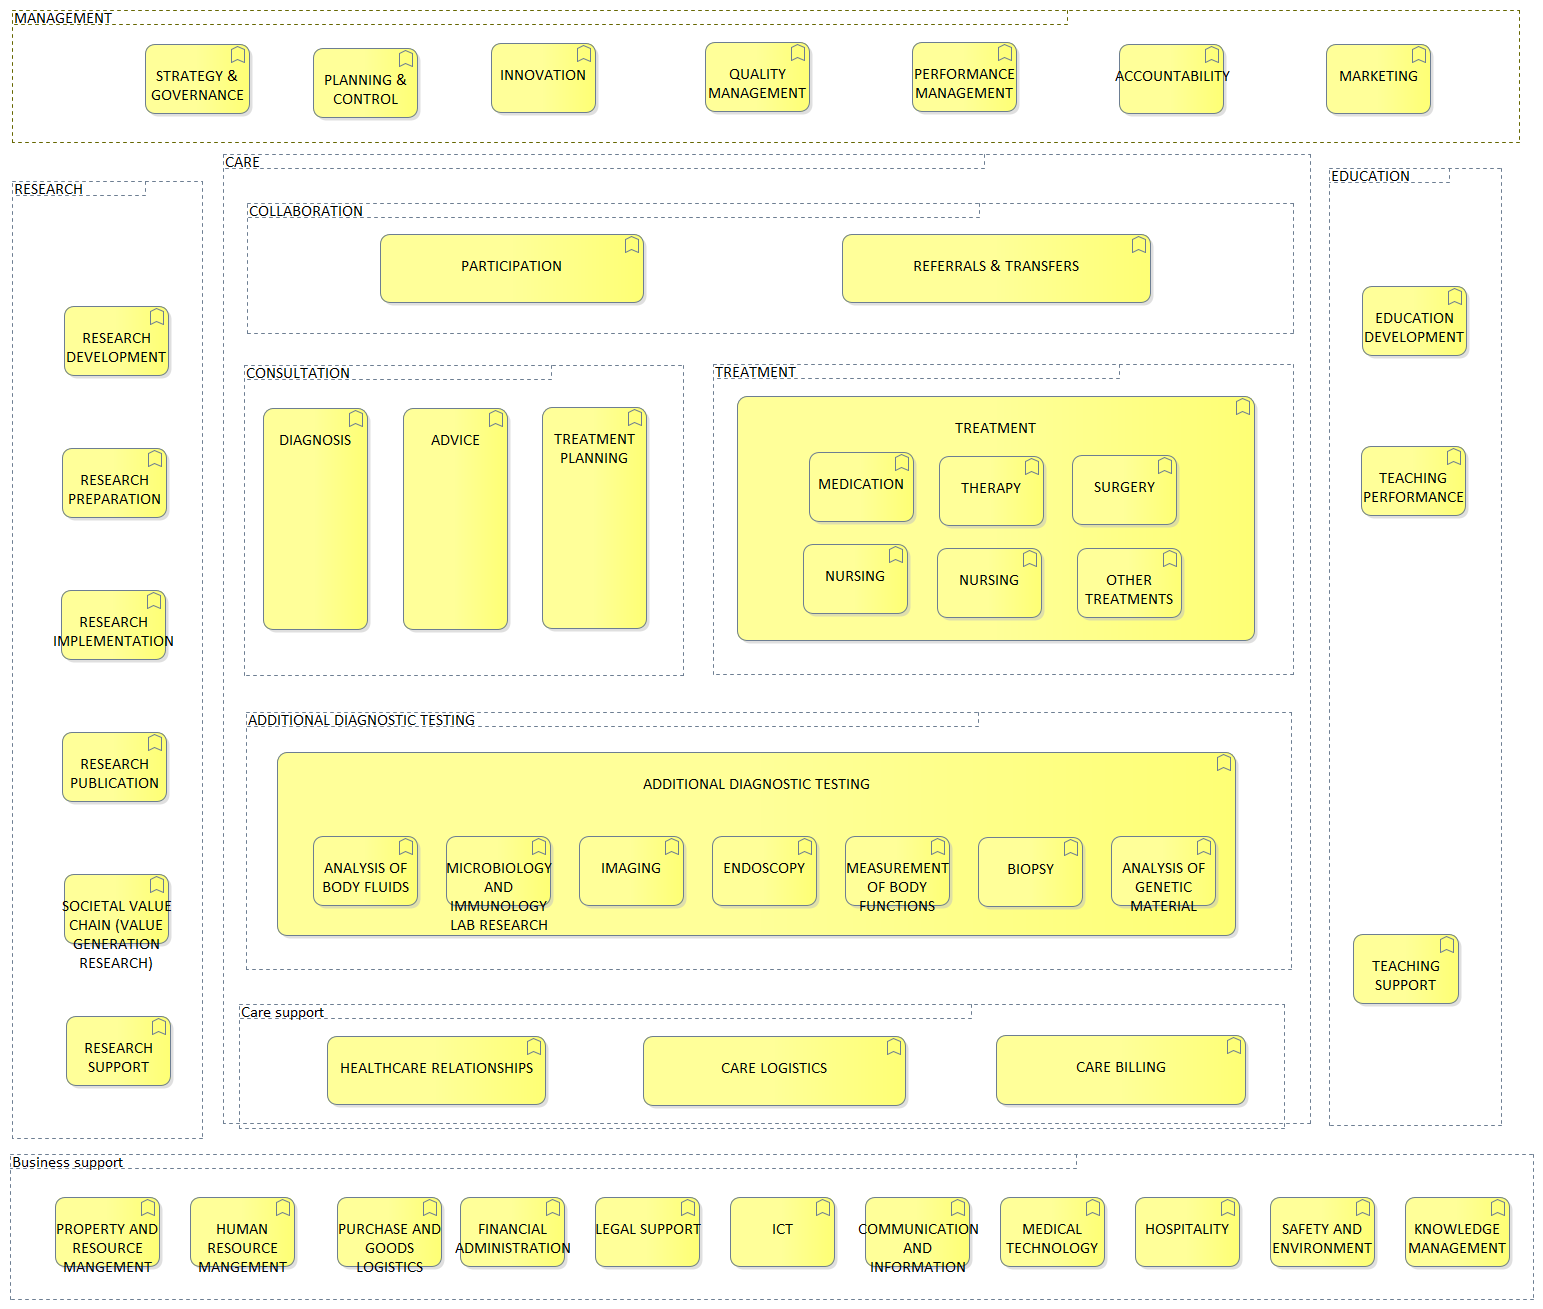 MANAGEMENT
STRATEGY &
GOVERNANCE
PLANNING &
CONTROL
INNOVATION
QUALITY
MANAGEMENT
PERFORMANCE
MANAGEMENT
ACCOUNTABILITY
MARKETING
RESEARCH
RESEARCH
DEVELOPMENT
RESEARCH
PREPARATION
RESEARCH
IMPLEMENTATION
RESEARCH
PUBLICATION
SOCIETAL VALUE
CHAIN (VALUE
GENERATION
RESEARCH)
RESEARCH
SUPPORT
CARE
COLLABORATION
PARTICIPATION
REFERRALS & TRANSFERS
CONSULTATION
DIAGNOSIS
ADVICE
TREATMENT
PLANNING
TREATMENT
TREATMENT
MEDICATION
THERAPY
SURGERY
NURSING
NURSING
OTHER
TREATMENTS
ADDITIONAL DIAGNOSTIC TESTING
ADDITIONAL DIAGNOSTIC TESTING
ANALYSIS OF
BODY FLUIDS
MICROBIOLOGY
AND
IMMUNOLOGY
LAB RESEARCH
IMAGING
ENDOSCOPY
MEASUREMENT
OF BODY
FUNCTIONS
BIOPSY
ANALYSIS OF
GENETIC
MATERIAL
Care support
HEALTHCARE RELATIONSHIPS
CARE LOGISTICS
CARE BILLING
EDUCATION
EDUCATION
DEVELOPMENT
TEACHING
PERFORMANCE
TEACHING
SUPPORT
Business support
PROPERTY AND
RESOURCE
MANGEMENT
HUMAN
RESOURCE
MANGEMENT
PURCHASE AND
GOODS
LOGISTICS
FINANCIAL
ADMINISTRATION
LEGAL SUPPORT
ICT
COMMUNICATION
AND
INFORMATION
MEDICAL
TECHNOLOGY
HOSPITALITY
SAFETY AND
ENVIRONMENT
KNOWLEDGE
MANAGEMENT